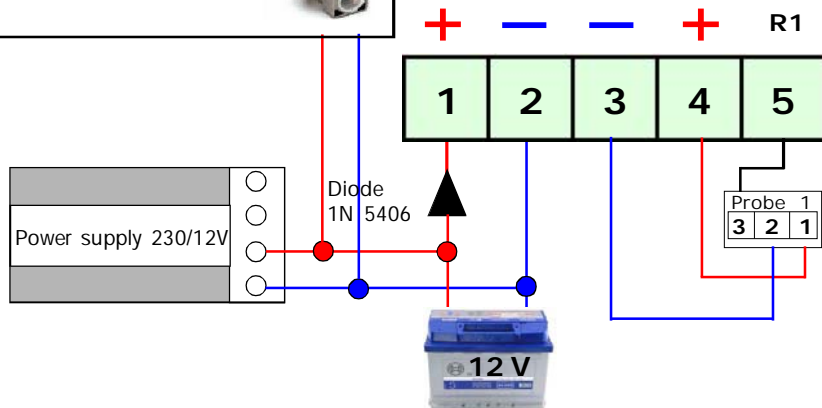 + — — + R1
1 2 3 4 5
Diode
1N 5406
Probe 1
3 2 1
Power supply 230/12V
12 V